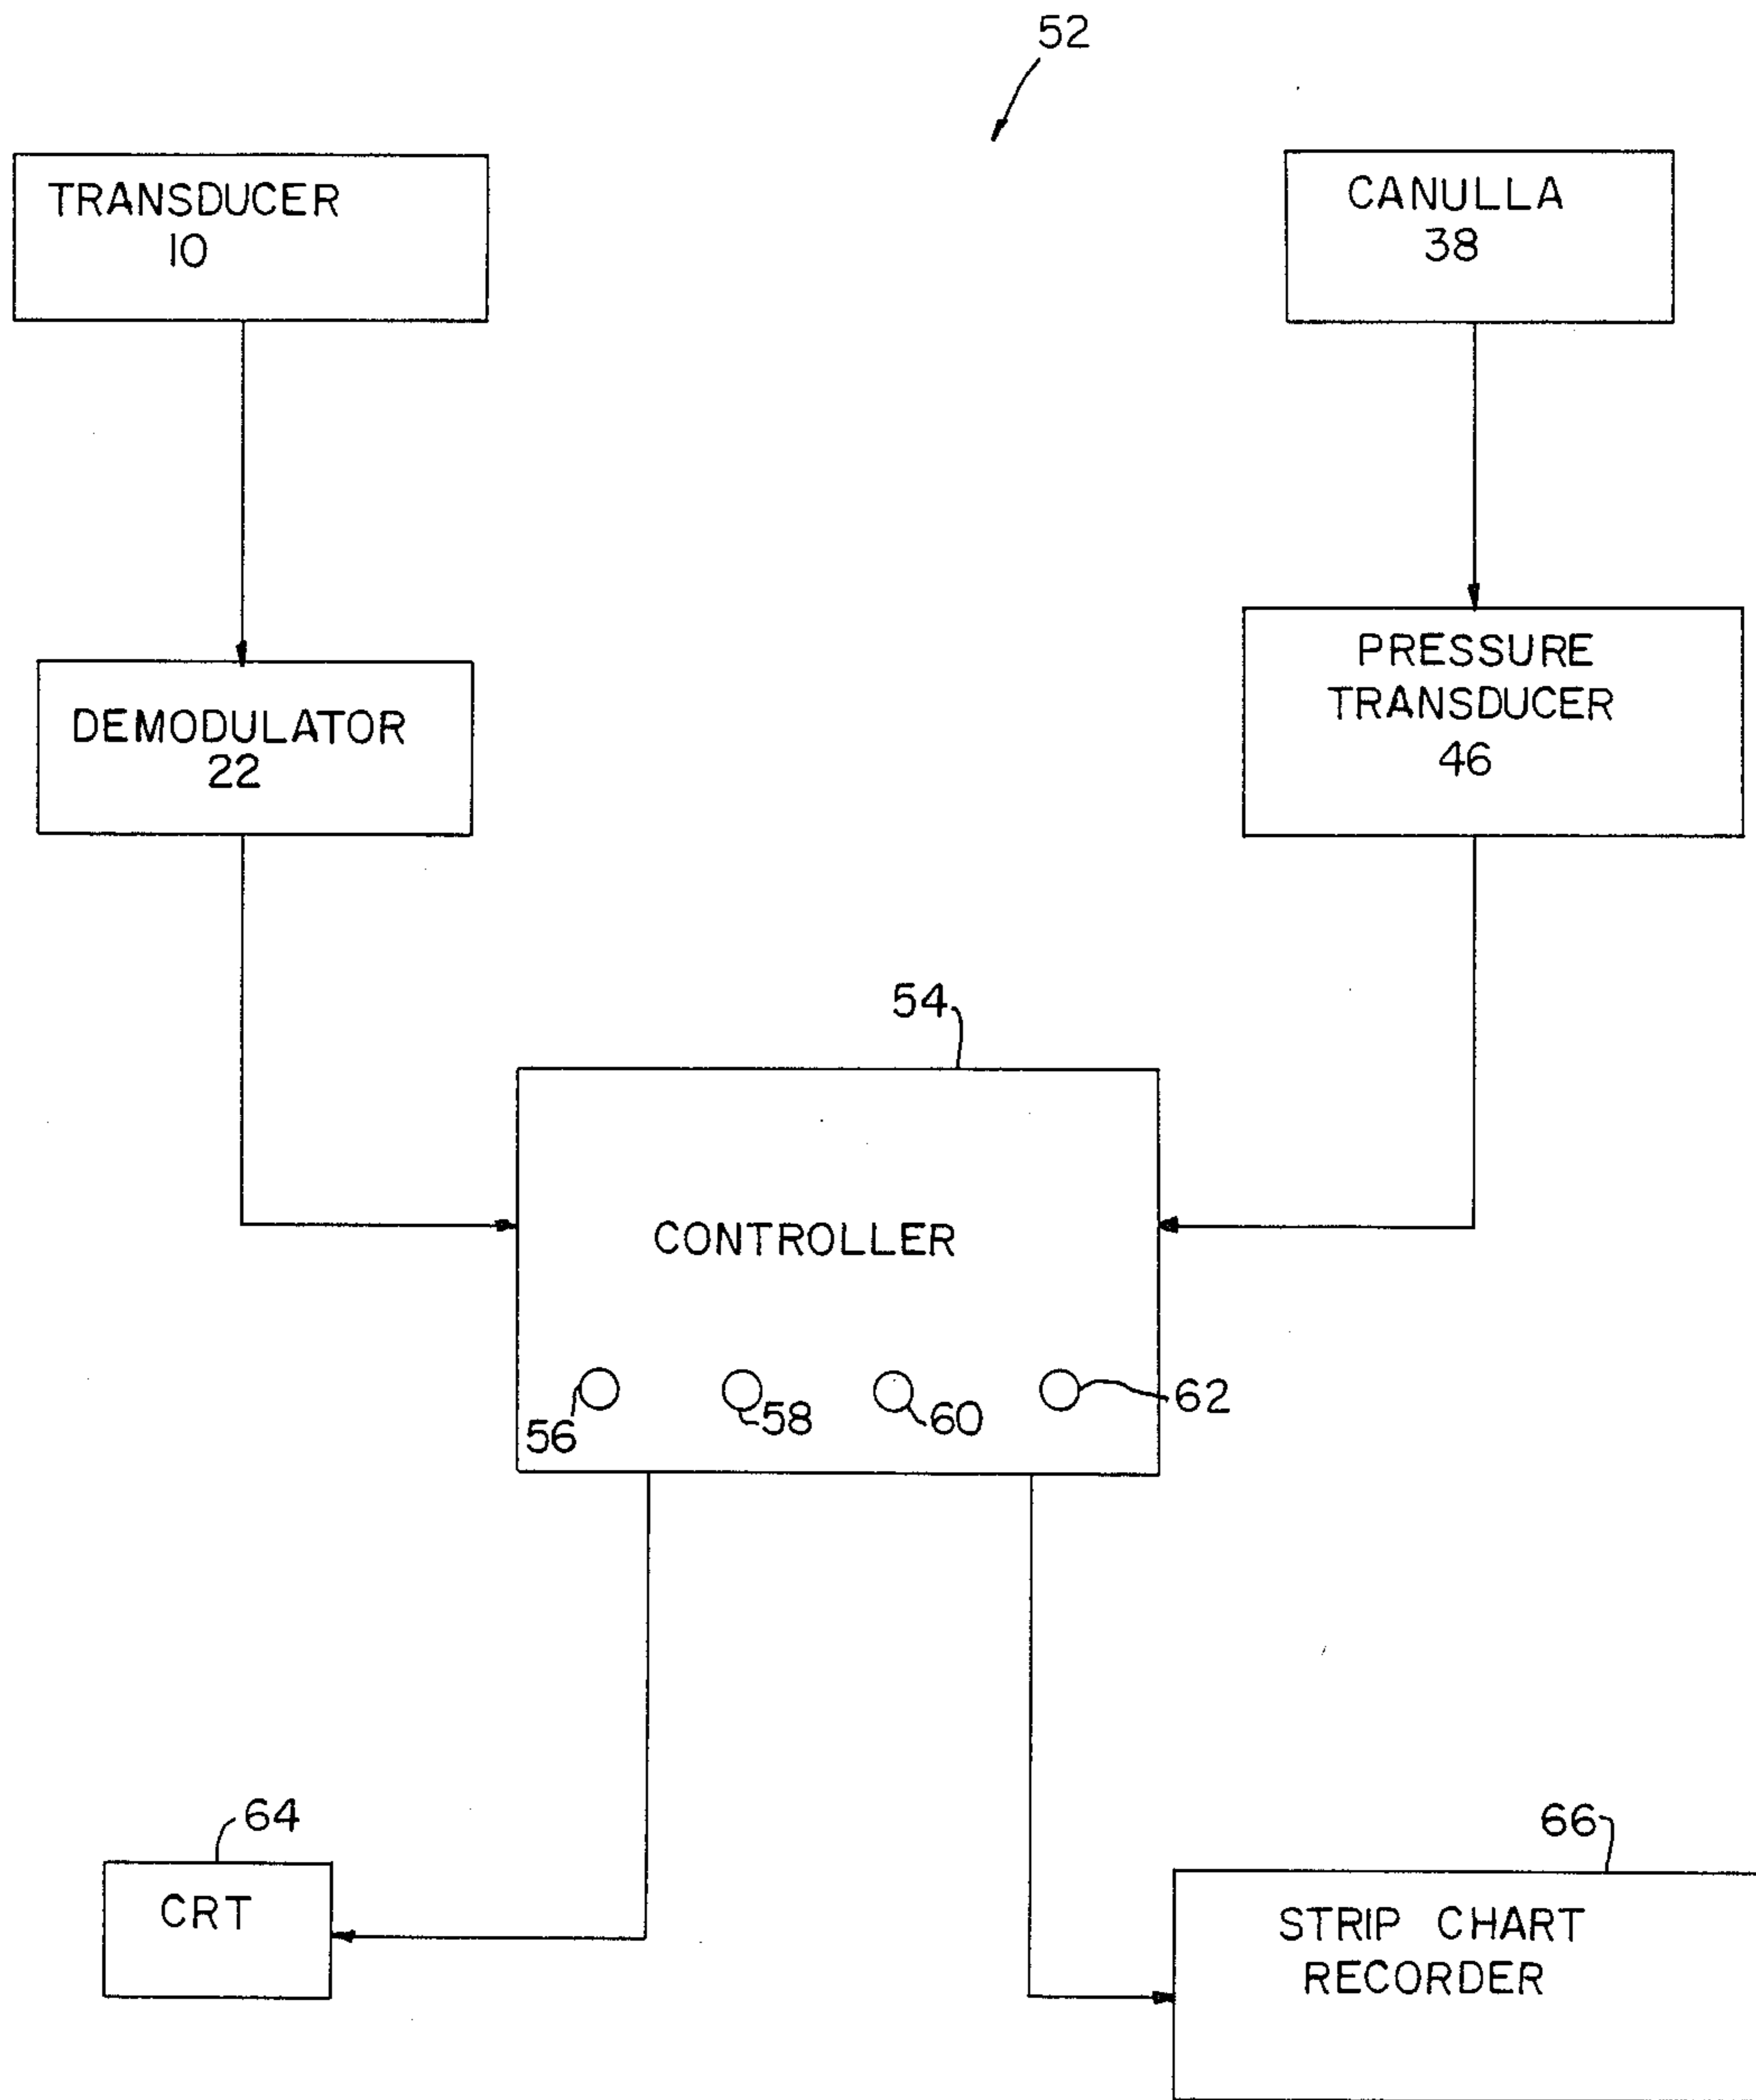 52
TRANSDUCER
10
CANULLA
38
DEMODULATOR
22
PRESSURE
TRANSDUCER
46
54
CONTROLLER
56
58
60
62
64
CRT
66
STRIP CHART
RECORDER